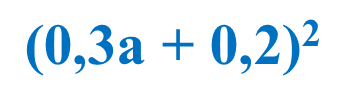 (0,3a + 0,2)²